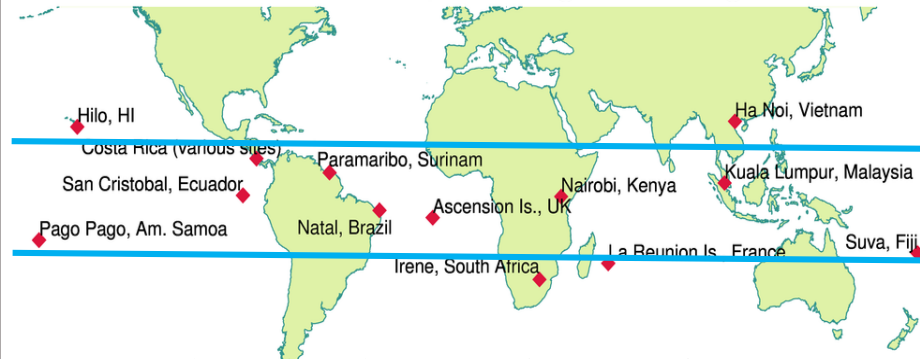 Hilo, HI
Ha Noi, Vietnam
Costa Rica (various sites)
Paramaribo, Surinam
Kuala Lumpur, Malaysia
San Cristobal, Ecuador
Nairobi, Kenya
Ascension Is., UK
Natal, Brazil
Pago Pago, Am. Samoa
Suva, Fiji
La Reunion Is., France
Irene, South Africa